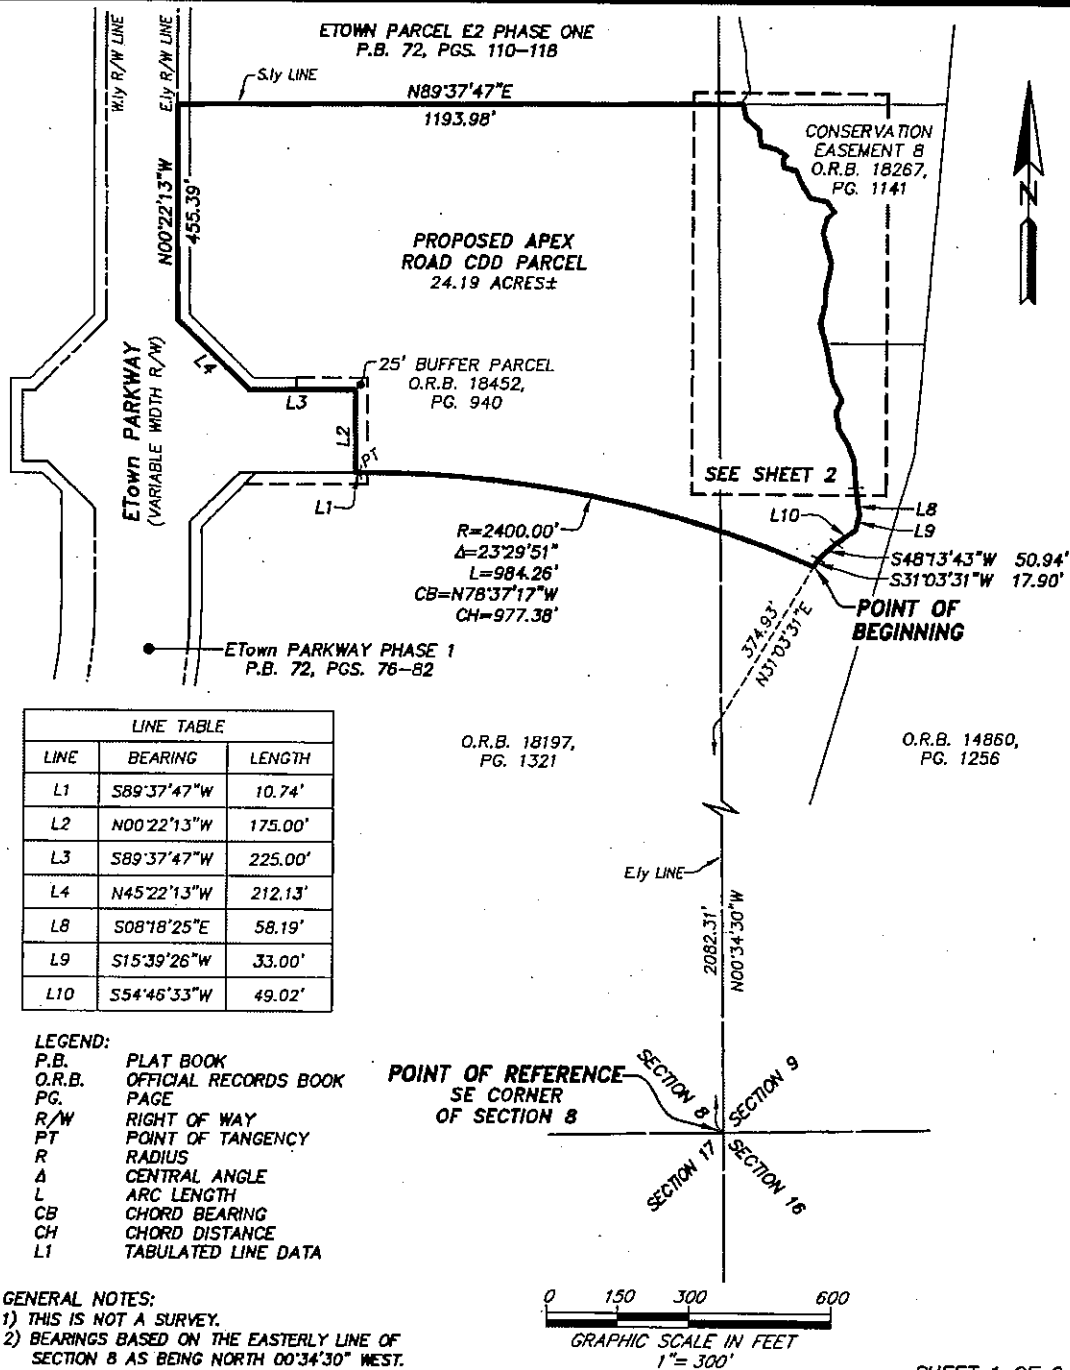 ETOWN PARCEL E2 PHASE ONE
P.B. 72, PGS. 110-118
W.ly R/W LINE
E.ly R/W LINE
S.ly LINE
N89°37'47"E
1193.98'
CONSERVATION
EASEMENT 8
O.R.B. 18267,
PG. 1141
N
N00°22'13"W
455.39'
PROPOSED APEX
ROAD CDD PARCEL
24.19 ACRES±
L4
ETown PARKWAY
(VARIABLE WIDTH R/W)
25' BUFFER PARCEL
O.R.B. 18452,
PG. 940
L3
L2
PT
L1
SEE SHEET 2
L10
L8
L9
R=2400.00'
Δ=23°29'51"
L=984.26'
CB=N78°37'17"W
CH=977.38'
S48°13'43"W 50.94'
S31°03'31"W 17.90'
POINT OF
BEGINNING
374.93'
N31°03'31"E
ETown PARKWAY PHASE 1
P.B. 72, PGS. 76-82
LINE TABLE
LINE BEARING LENGTH
L1 S89°37'47"W 10.74'
L2 N00°22'13"W 175.00'
L3 S89°37'47"W 225.00'
L4 N45°22'13"W 212.13'
L8 S08°18'25"E 58.19'
L9 S15°39'26"W 33.00'
L10 S54°46'33"W 49.02'
O.R.B. 18197,
PG. 1321
O.R.B. 14860,
PG. 1256
E.ly LINE
2082.31'
N00°34'30"W
LEGEND:
P.B. PLAT BOOK
O.R.B. OFFICIAL RECORDS BOOK
PG. PAGE
R/W RIGHT OF WAY
PT POINT OF TANGENCY
R RADIUS
Δ CENTRAL ANGLE
L ARC LENGTH
CB CHORD BEARING
CH CHORD DISTANCE
L1 TABULATED LINE DATA
POINT OF REFERENCE
SE CORNER
OF SECTION 8
SECTION 8
SECTION 9
SECTION 17
SECTION 16
GENERAL NOTES:
1) THIS IS NOT A SURVEY.
2) BEARINGS BASED ON THE EASTERLY LINE OF
SECTION 8 AS BEING NORTH 00°34'30" WEST.
0 150 300 600
GRAPHIC SCALE IN FEET
1"= 300'